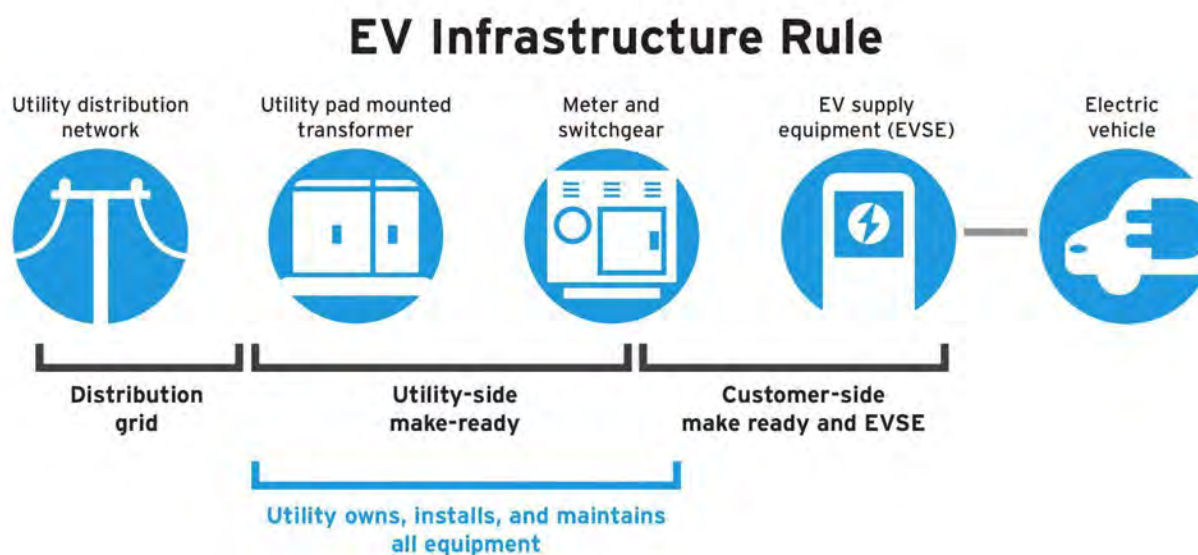 EV Infrastructure Rule
Utility distribution
network
Utility pad mounted
transformer
Meter and
switchgear
EV supply
equipment (EVSE)
Electric
vehicle
Distribution
grid
Utility-side
make-ready
Customer-side
make ready and EVSE
Utility owns, installs, and maintains
all equipment